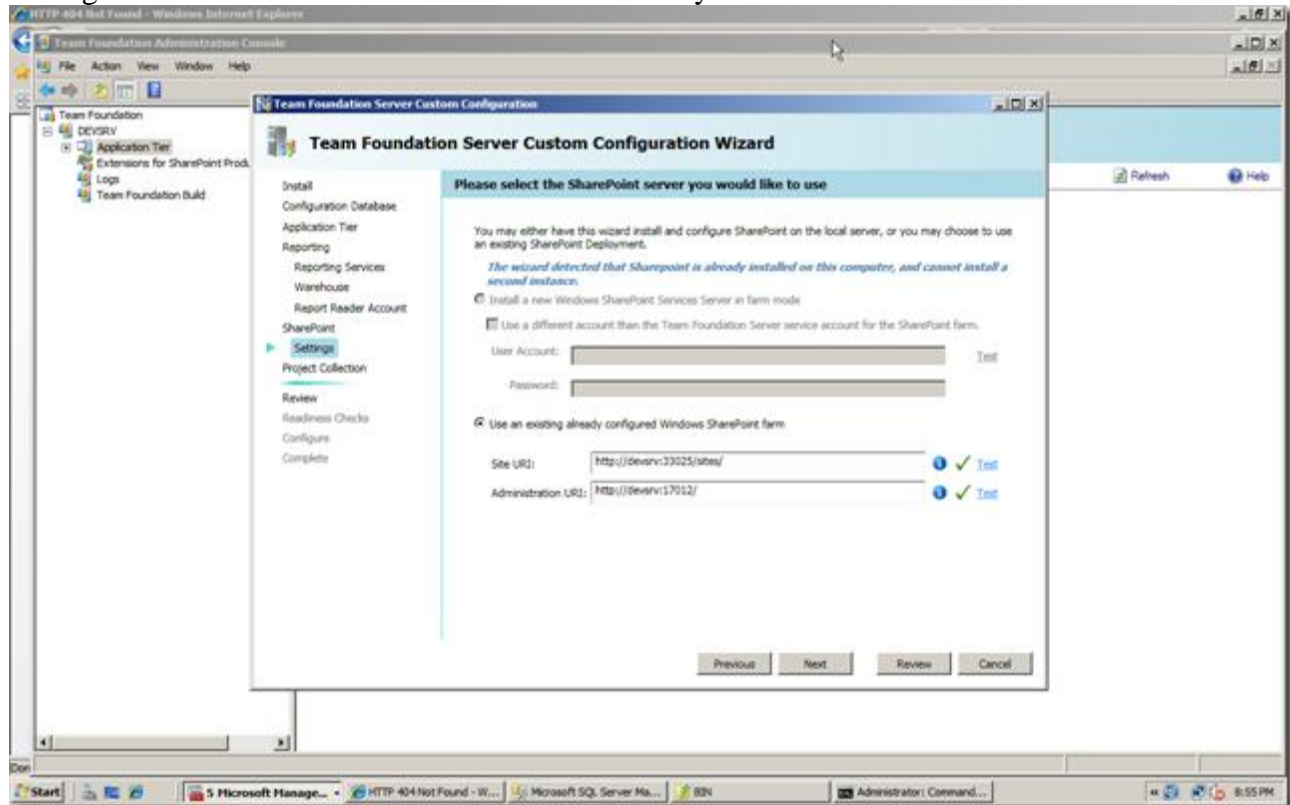 HTTP 404 Not Found - Windows Internet Explorer
Team Foundation Administration Console
File Action View Window Help
Team Foundation
DEVSRV
Application Tier
Extensions for SharePoint Prod
Logs
Team Foundation Build
Team Foundation Server Custom Configuration
Team Foundation Server Custom Configuration Wizard
Install
Configuration Database
Application Tier
Reporting
Reporting Services
Warehouse
Report Reader Account
SharePoint
Settings
Project Collection
Review
Readiness Checks
Configure
Complete
Please select the SharePoint server you would like to use
You may either have this wizard install and configure SharePoint on the local server, or you may choose to use
an existing SharePoint Deployment.
The wizard detected that Sharepoint is already installed on this computer, and cannot install a
second instance.
Install a new Windows SharePoint Services Server in farm mode
Use a different account than the Team Foundation Server service account for the SharePoint farm.
User Account: Test
Password:
Use an existing already configured Windows SharePoint farm
Site URI: http://devsrv:33025/sites/ Test
Administration URI: http://devsrv:17012/ Test
Previous Next Review Cancel
Refresh Help
Don
Start 5 Microsoft Manage... HTTP 404 Not Found - W... Microsoft SQL Server Ma... BIN Administrator: Command... 8:55 PM